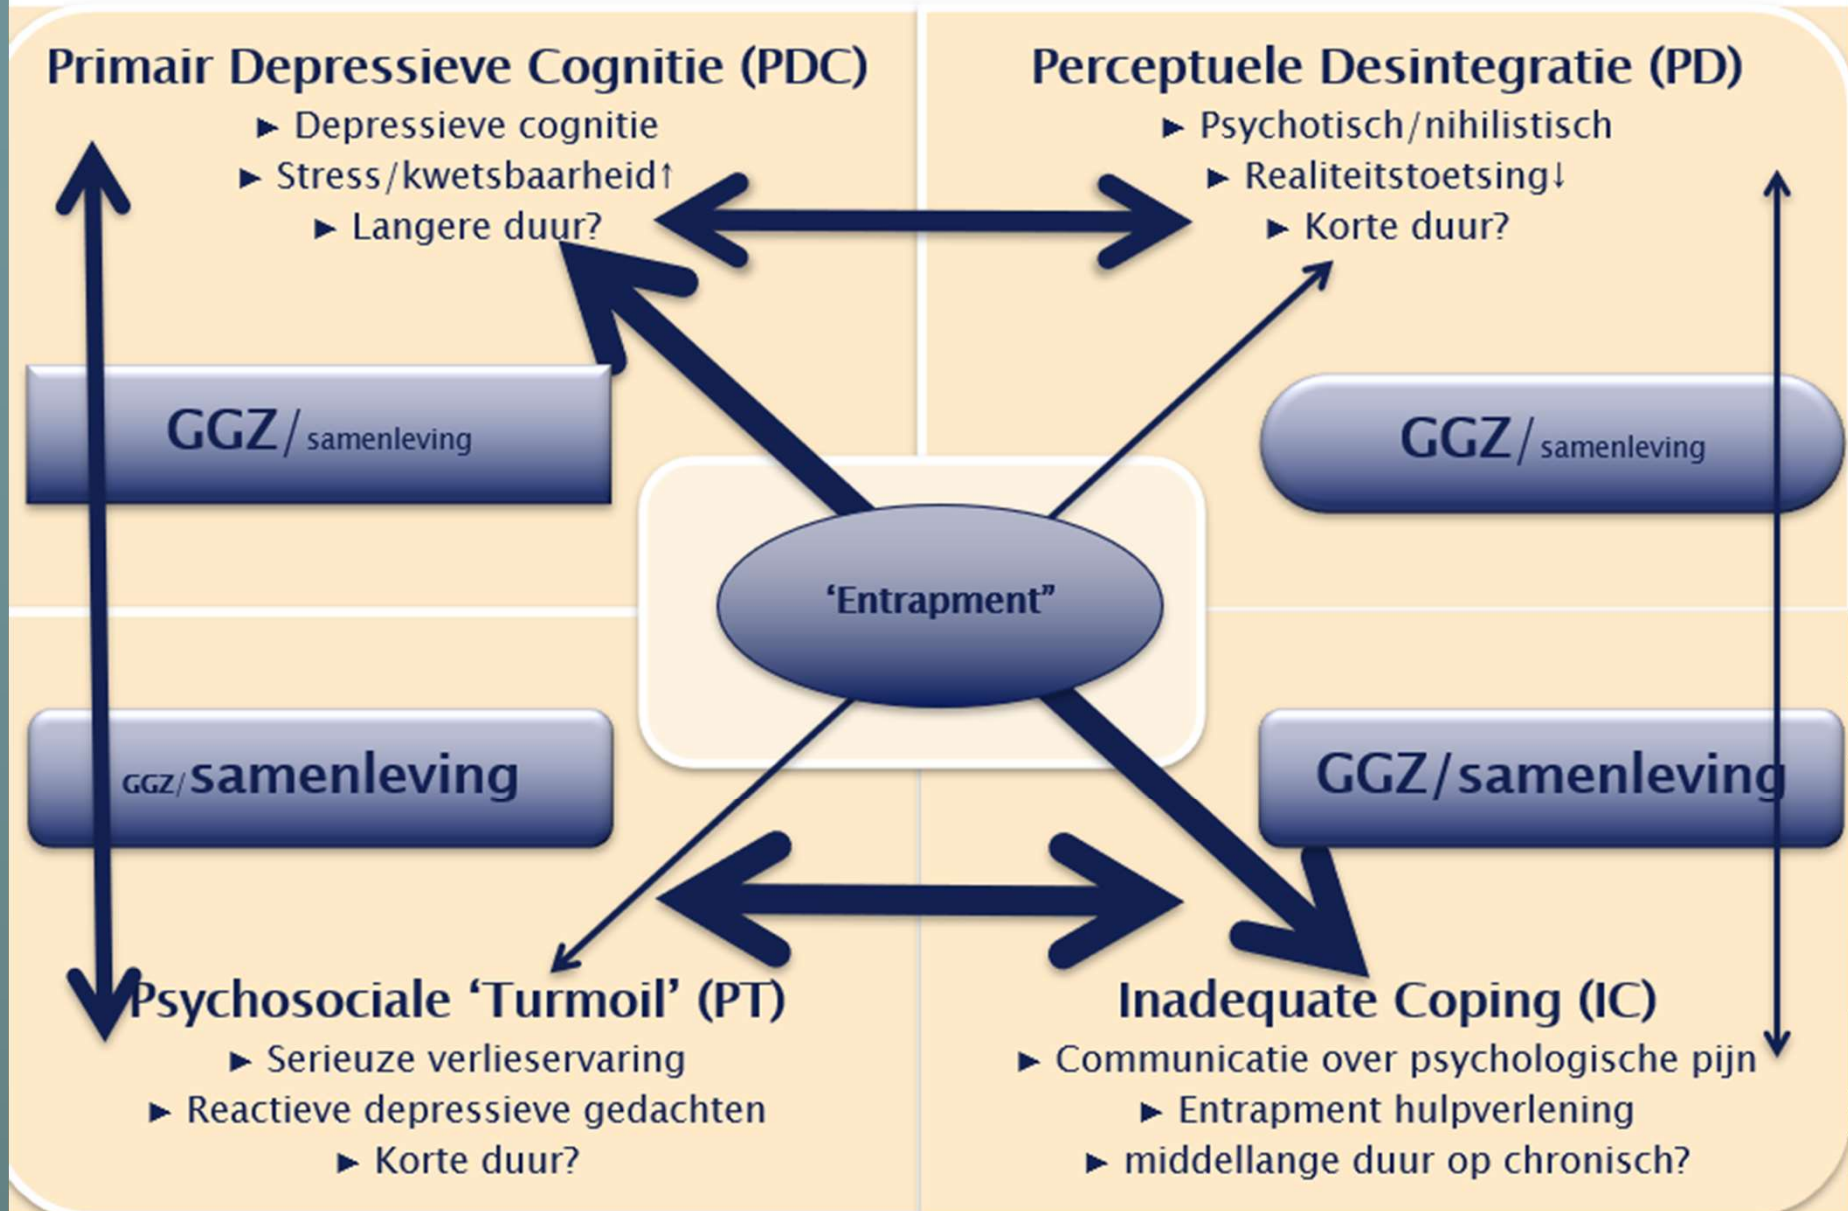 Primair Depressieve Cognitie (PDC)
► Depressieve cognitie
► Stress/kwetsbaarheid↑
► Langere duur?
Perceptuele Desintegratie (PD)
► Psychotisch/nihilistisch
► Realiteitstoetsing↓
► Korte duur?
GGZ/ samenleving
GGZ/ samenleving
‘Entrapment”
GGZ/samenleving
GGZ/samenleving
Psychosociale ‘Turmoil’ (PT)
► Serieuze verlieservaring
► Reactieve depressieve gedachten
► Korte duur?
Inadequate Coping (IC)
► Communicatie over psychologische pijn
► Entrapment hulpverlening
► middellange duur op chronisch?